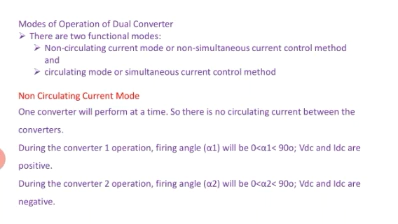 Modes of Operation of Dual Converter
➢ There are two functional modes:
➢ Non-circulating current mode or non-simultaneous current control method
and
➢ circulating mode or simultaneous current control method
Non Circulating Current Mode
One converter will perform at a time. So there is no circulating current between the
converters.
During the converter 1 operation, firing angle (α1) will be 0<α1< 90o; Vdc and Idc are
positive.
During the converter 2 operation, firing angle (α2) will be 0<α2< 90o; Vdc and Idc are
negative.